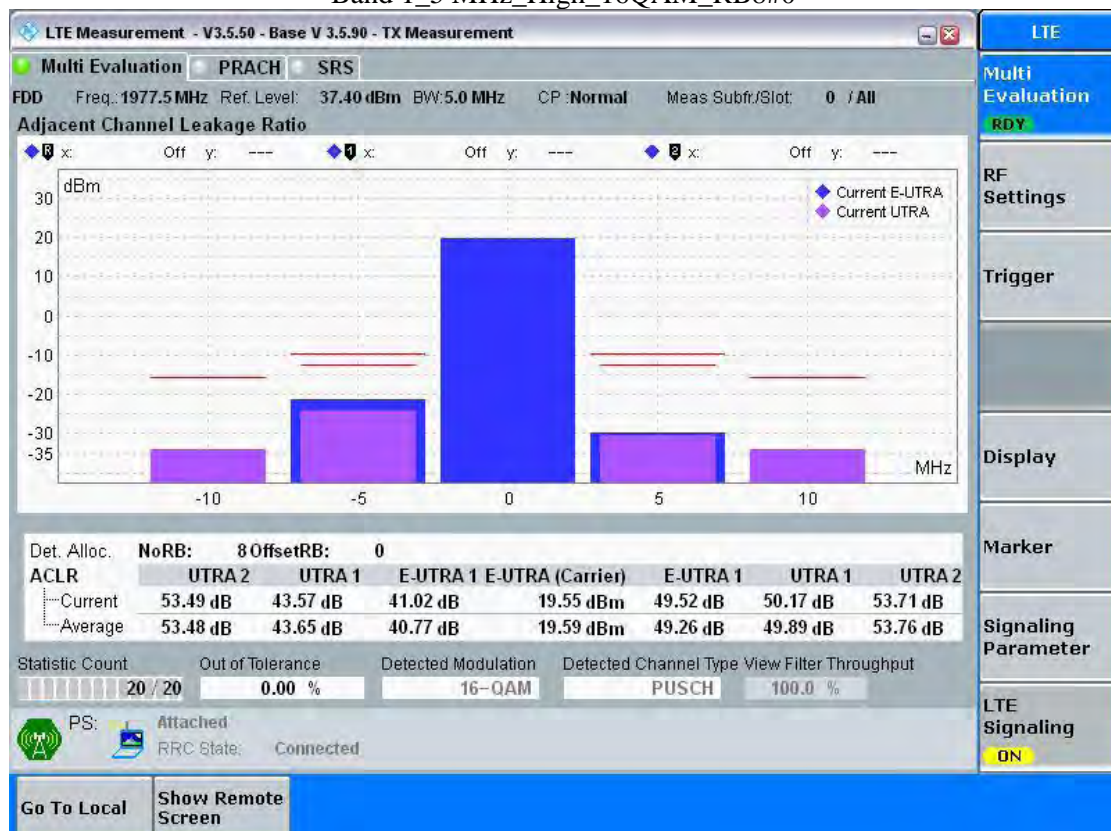 Band 1_5 MHz_High_16QAM_RB8#0
LTE Measurement - V3.5.50 - Base V 3.5.90 - TX Measurement
LTE
Multi Evaluation PRACH SRS
Multi Evaluation
RDY
FDD Freq.: 1977.5 MHz Ref. Level: 37.40 dBm BW: 5.0 MHz CP : Normal Meas Subfr./Slot: 0 / All
Adjacent Channel Leakage Ratio
R x: Off y: --- 1 x: Off y: --- 2 x: Off y: ---
dBm
Current E-UTRA
Current UTRA
30
20
10
0
-10
-20
-30
-35
MHz
-10 -5 0 5 10
RF Settings
Trigger
Display
Marker
Signaling Parameter
LTE Signaling
ON
Det. Alloc. NoRB: 8 OffsetRB: 0
ACLR UTRA 2 UTRA 1 E-UTRA 1 E-UTRA (Carrier) E-UTRA 1 UTRA 1 UTRA 2
Current 53.49 dB 43.57 dB 41.02 dB 19.55 dBm 49.52 dB 50.17 dB 53.71 dB
Average 53.48 dB 43.65 dB 40.77 dB 19.59 dBm 49.26 dB 49.89 dB 53.76 dB
Statistic Count Out of Tolerance Detected Modulation Detected Channel Type View Filter Throughput
20 / 20 0.00 % 16-QAM PUSCH 100.0 %
PS: Attached
RRC State: Connected
Go To Local Show Remote Screen